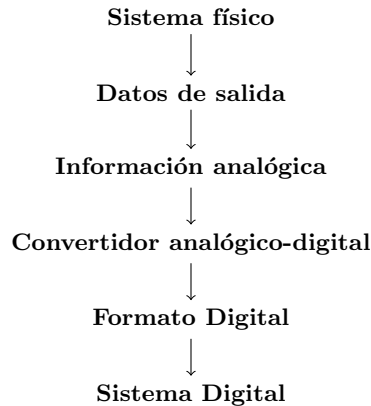 Sistema físico
Datos de salida
Información analógica
Convertidor analógico-digital
Formato Digital
Sistema Digital